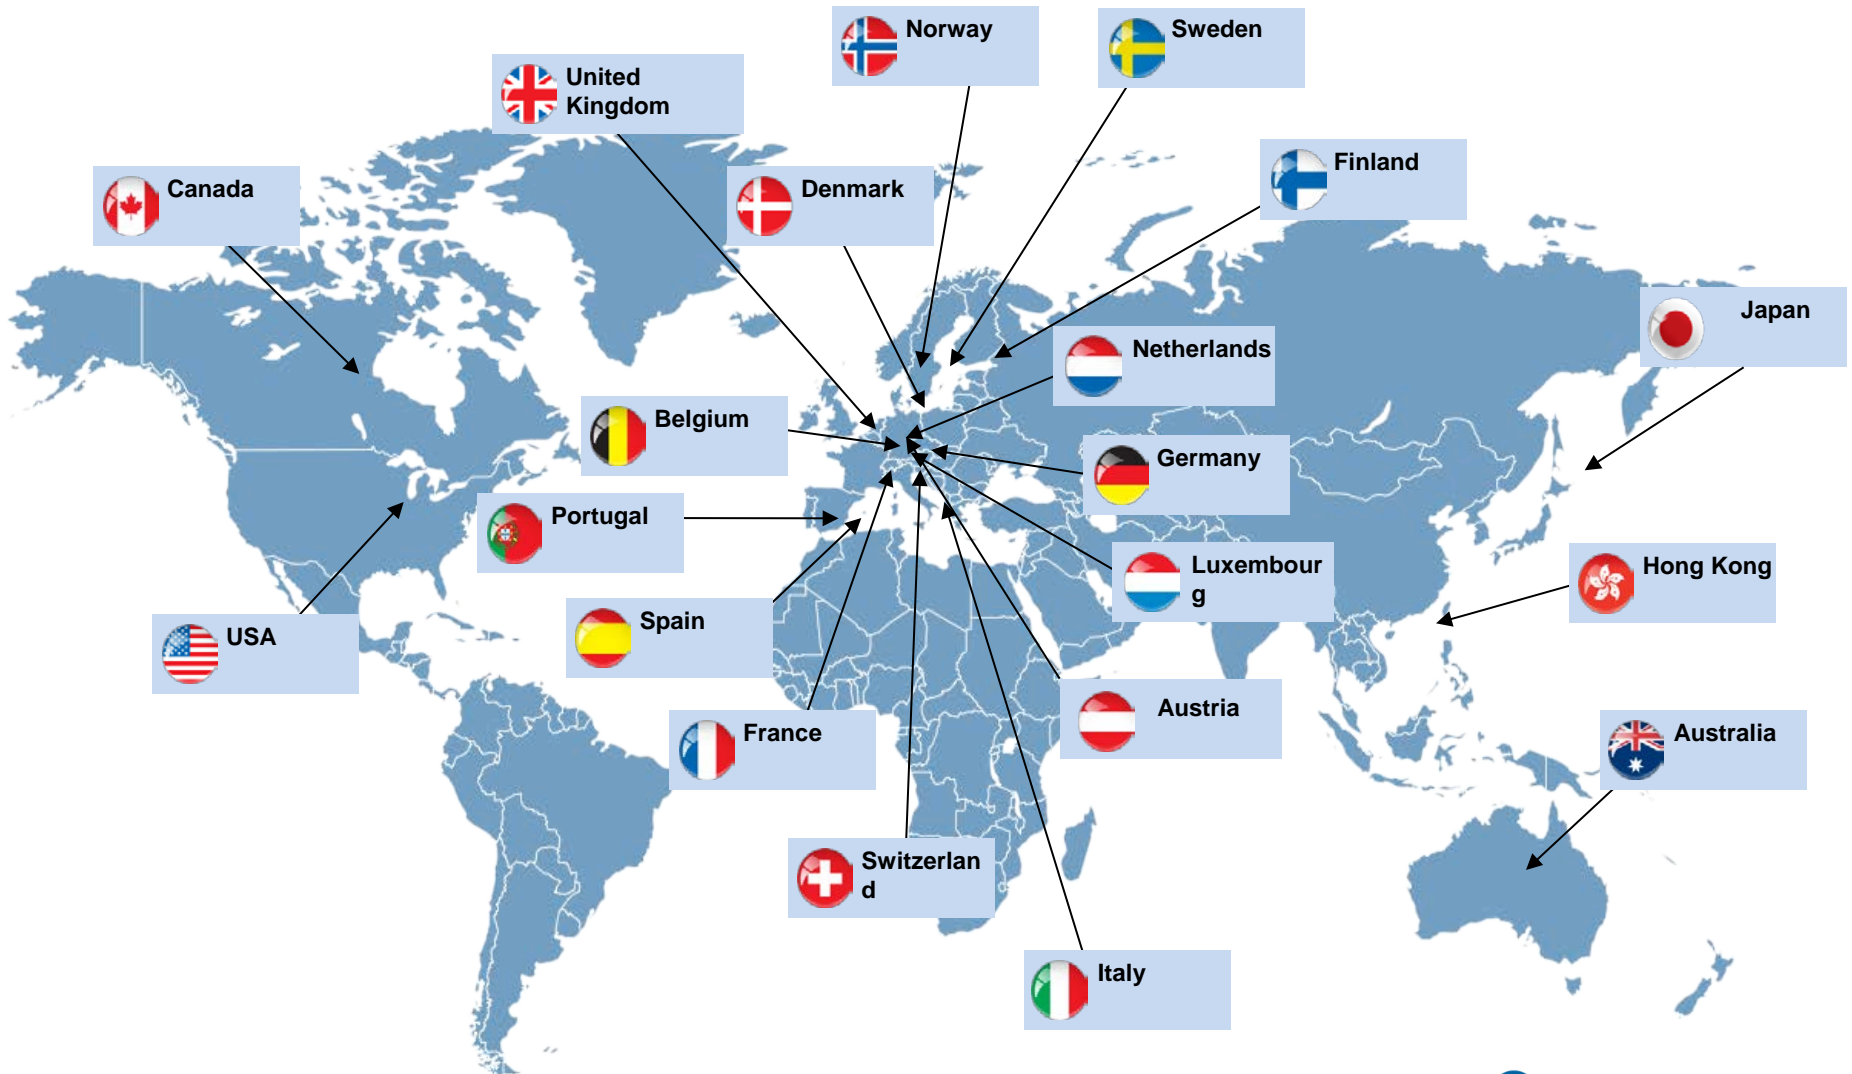 Norway
Sweden
United
Kingdom
Finland
Canada
Denmark
Japan
Netherlands
Belgium
Germany
Portugal
Luxembour
g
Hong Kong
USA
Spain
Austria
France
Australia
Switzerlan
d
Italy